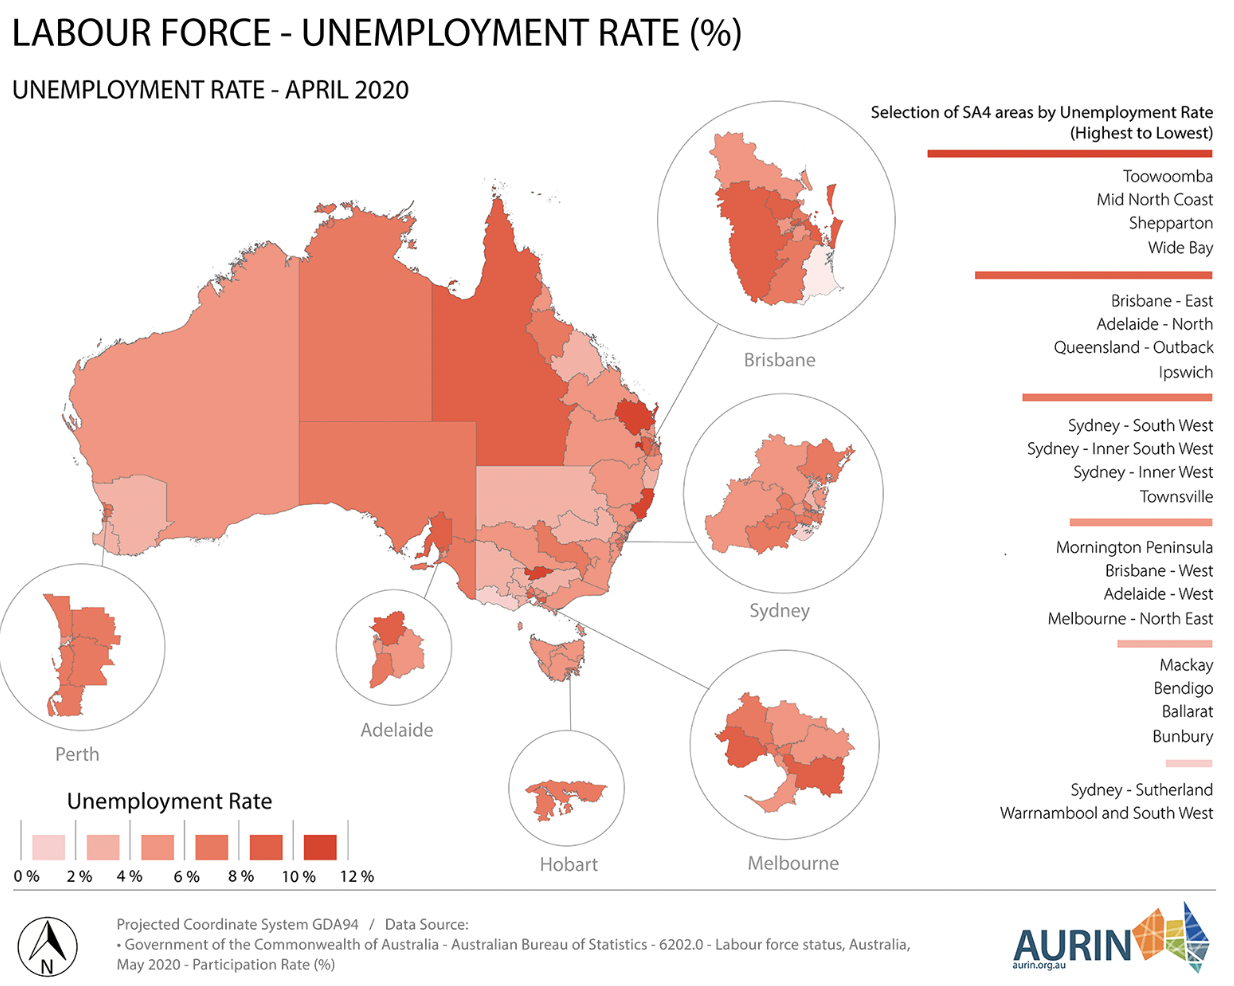 LABOUR FORCE - UNEMPLOYMENT RATE (%)
UNEMPLOYMENT RATE - APRIL 2020
Selection of SA4 areas by Unemployment Rate
(Highest to Lowest)
Toowoomba
Mid North Coast
Shepparton
Wide Bay
Brisbane - East
Adelaide - North
Queensland - Outback
Ipswich
Sydney - South West
Sydney - Inner South West
Sydney - Inner West
Townsville
Mornington Peninsula
Brisbane - West
Adelaide - West
Melbourne - North East
Mackay
Bendigo
Ballarat
Bunbury
Sydney - Sutherland
Warrnambool and South West
Brisbane
Sydney
Perth
Adelaide
Hobart
Melbourne
Unemployment Rate
0 % 2 % 4 % 6 % 8 % 10 % 12 %
N
Projected Coordinate System GDA94 / Data Source:
• Government of the Commonwealth of Australia - Australian Bureau of Statistics - 6202.0 - Labour force status, Australia,
May 2020 - Participation Rate (%)
AURIN
aurin.org.au